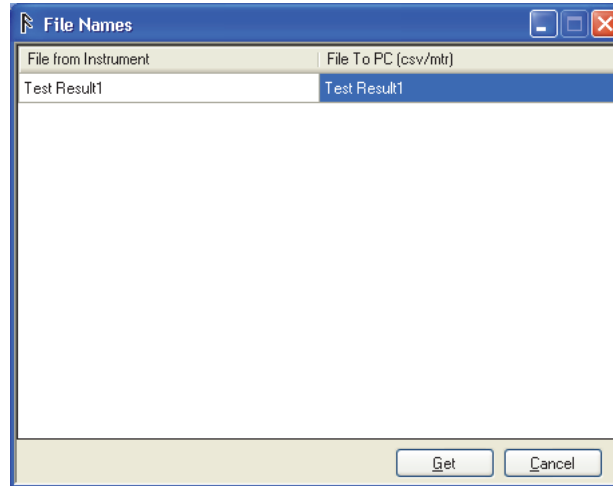 File Names
File from Instrument File To PC (csv/mtr)
Test Result1 Test Result1
Get Cancel